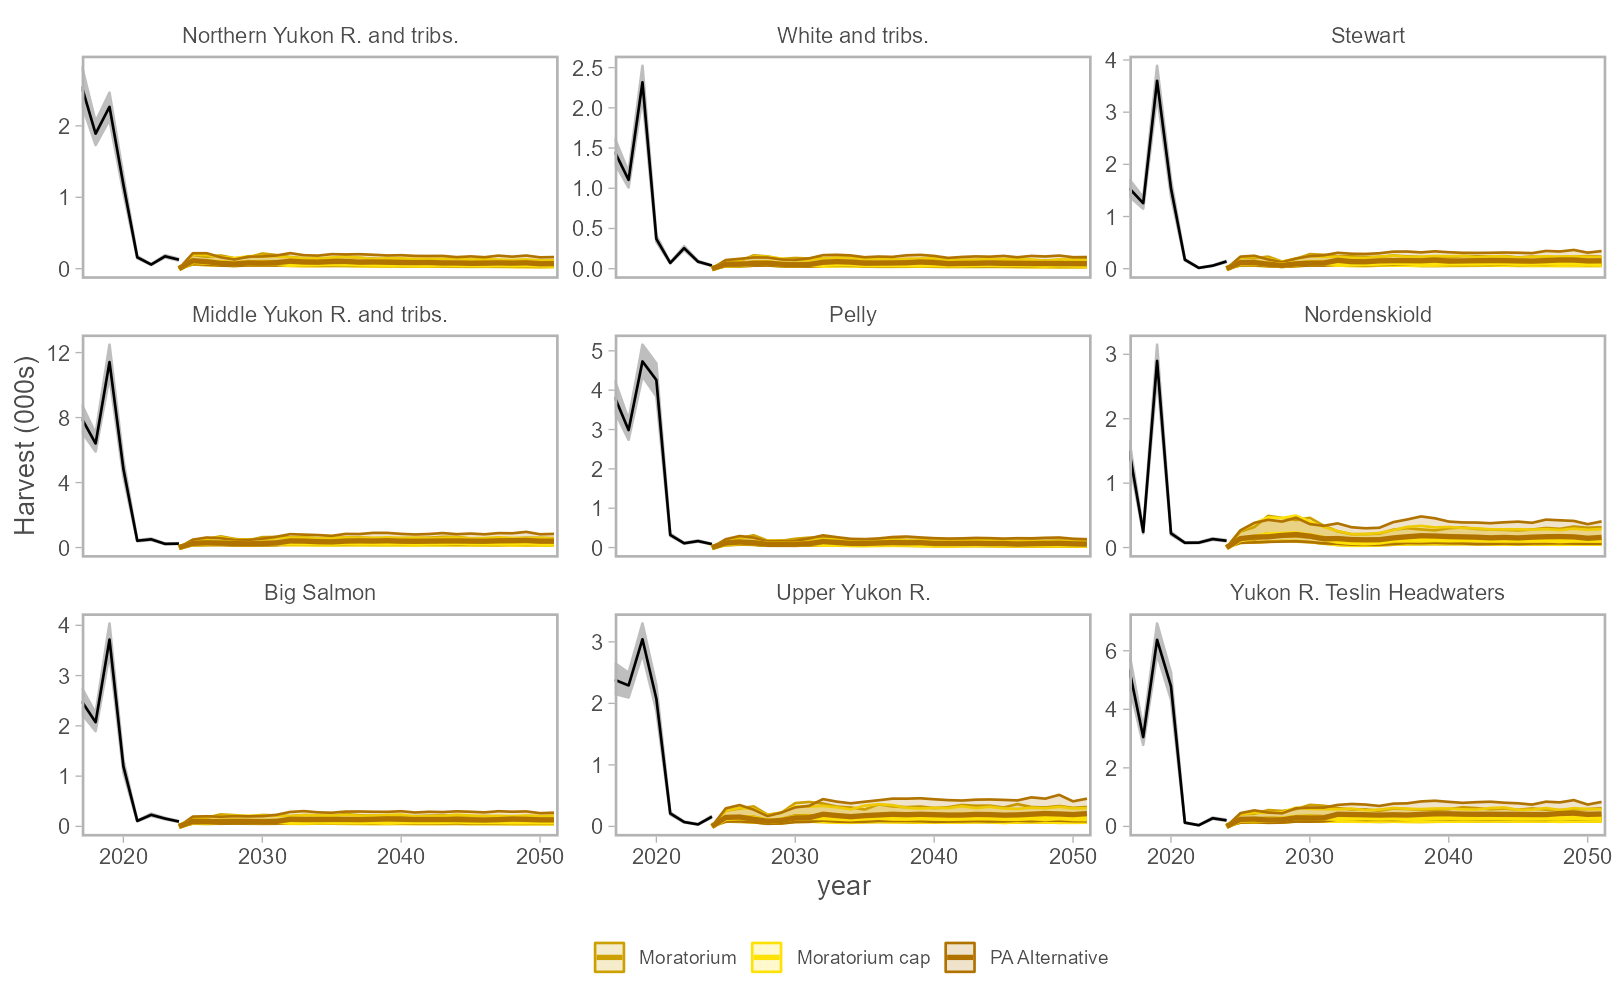 Northern Yukon R. and tribs.
White and tribs.
Stewart
2
1
0
2.5
2.0
1.5
1.0
0.5
0.0
4
3
2
1
0
Middle Yukon R. and tribs.
Pelly
Nordenskiold
Harvest (000s)
12
8
4
0
5
4
3
2
1
0
3
2
1
0
Big Salmon
Upper Yukon R.
Yukon R. Teslin Headwaters
4
3
2
1
0
3
2
1
0
6
4
2
0
2020 2030 2040 2050
2020 2030 2040 2050
2020 2030 2040 2050
year
Moratorium Moratorium cap PA Alternative